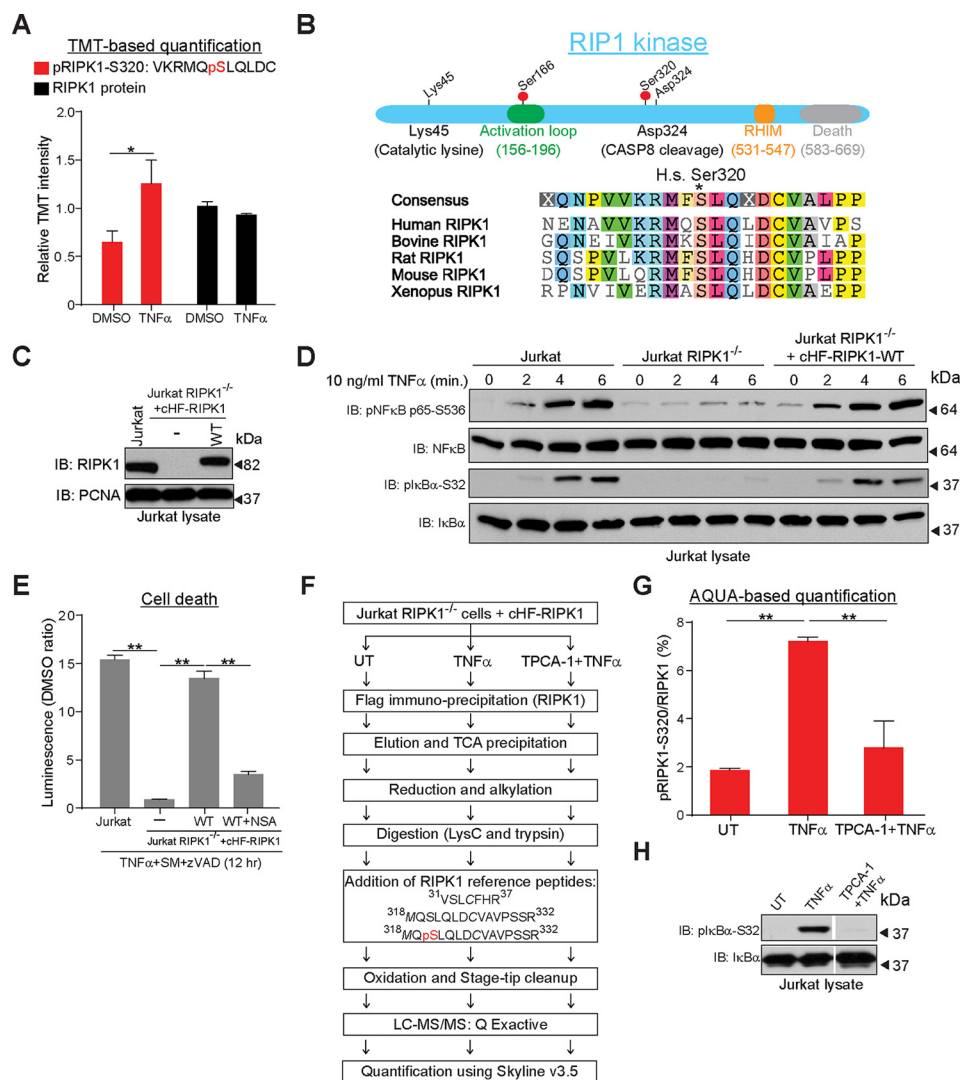 A
TMT-based quantification
pRIPK1-S320: VKRMQpSLQLDC
RIPK1 protein
Relative TMT intensity
2.0
1.5
1.0
0.5
0
*
DMSO TNFα DMSO TNFα
B
RIP1 kinase
Lys45 Ser166 Ser320 Asp324
Lys45 Activation loop Asp324 RHIM Death
(Catalytic lysine) (156-196) (CASP8 cleavage) (531-547) (583-669)
H.s. Ser320
*
Consensus XQNPVVKRMFSLQXDCVALPP
Human RIPK1 NENAVVKRMQSLQLDCVAVPS
Bovine RIPK1 GQNEIVKRMKSLQLDCVAIAP
Rat RIPK1 SQSPVLKRMFSLQHDCVPLPP
Mouse RIPK1 DQSPVLQRMFSLQHDCVPLPP
Xenopus RIPK1 RPNVIVERMASLQLDCVAEPP
C
Jurkat RIPK1-/-
+cHF-RIPK1
Jurkat - WT kDa
IB: RIPK1 82
IB: PCNA 37
Jurkat lysate
D
Jurkat Jurkat RIPK1-/- Jurkat RIPK1-/-
+ cHF-RIPK1-WT
10 ng/ml TNFα (min.) 0 2 4 6 0 2 4 6 0 2 4 6 kDa
IB: pNFκB p65-S536 64
IB: NFκB 64
IB: pIκBα-S32 37
IB: IκBα 37
Jurkat lysate
E
Cell death
Luminescence (DMSO ratio)
20
15
10
5
0
** ** **
Jurkat – WT WT+NSA
Jurkat RIPK1-/-+cHF-RIPK1
TNFα+SM+zVAD (12 hr)
F
Jurkat RIPK1-/- cells + cHF-RIPK1
UT TNFα TPCA-1+TNFα
Flag immuno-precipitation (RIPK1)
Elution and TCA precipitation
Reduction and alkylation
Digestion (LysC and trypsin)
Addition of RIPK1 reference peptides:
31VSLCFHR37
318MQSLQLDCVAVPSSR332
318MQpSLQLDCVAVPSSR332
Oxidation and Stage-tip cleanup
LC-MS/MS: Q Exactive
Quantification using Skyline v3.5
G
AQUA-based quantification
pRIPK1-S320/RIPK1 (%)
8
6
4
2
0
** **
UT TNFα TPCA-1+TNFα
H
UT TNFα TPCA-1
+TNFα kDa
IB: pIκBα-S32 37
IB: IκBα 37
Jurkat lysate